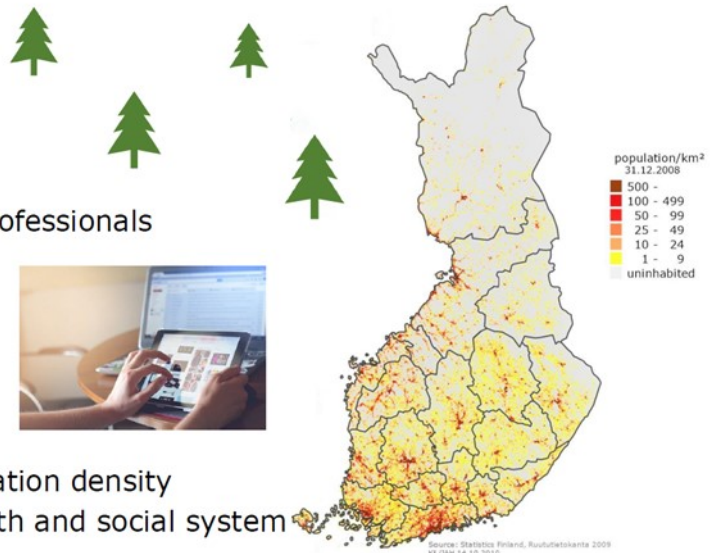 ofessionals
ation density
th and social system
population/km²
31.12.2008
500 -
100 - 499
50 - 99
25 - 49
10 - 24
1 - 9
uninhabited
Source: Statistics Finland, Ruututietokanta 2009